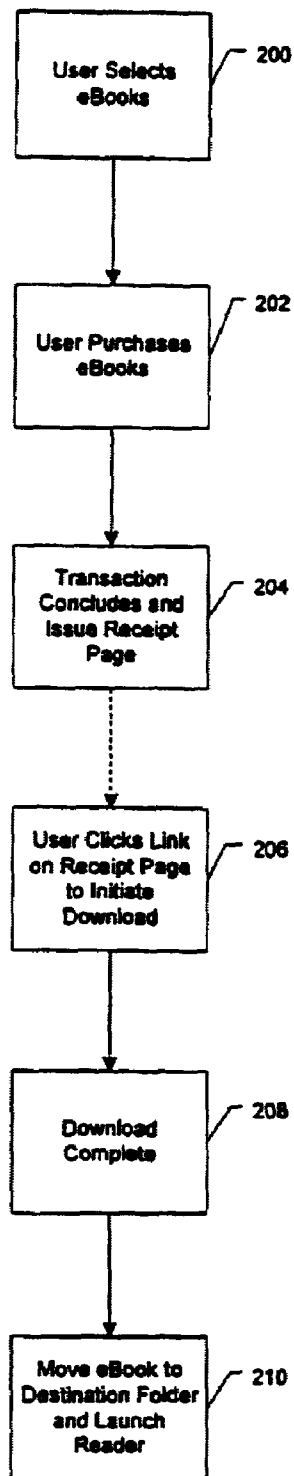 User Selects
eBooks
200
User Purchases
eBooks
202
Transaction
Concludes and
Issue Receipt
Page
204
User Clicks Link
on Receipt Page
to Initiate
Download
206
Download
Complete
208
Move eBook to
Destination Folder
and Launch
Reader
210